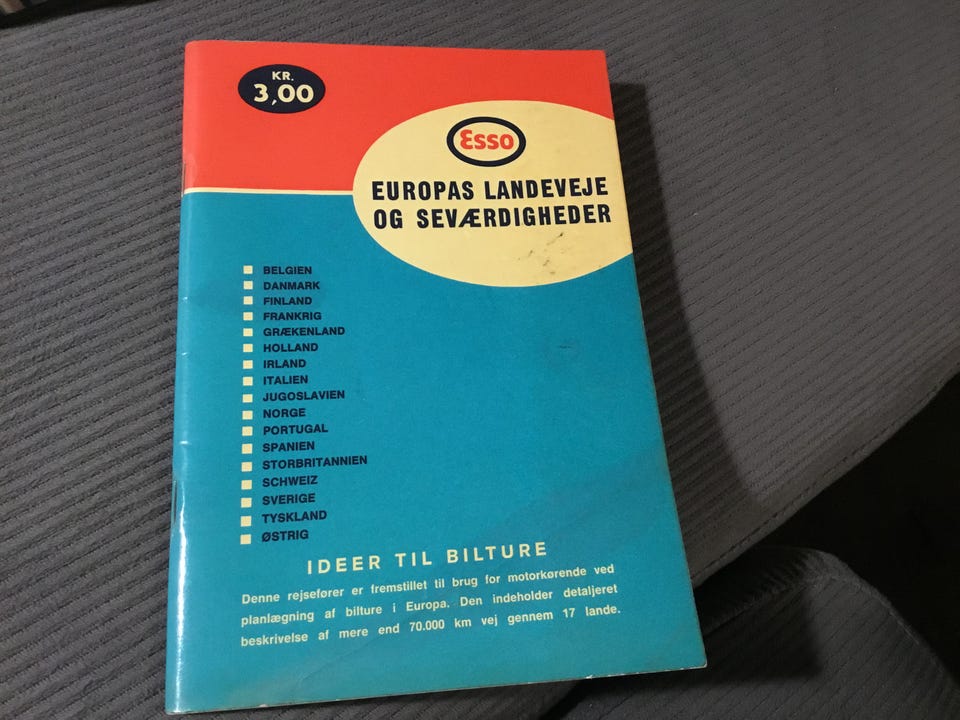 KR.
3,00
Esso
EUROPAS LANDEVEJE
OG SEVÆRDIGHEDER
BELGIEN
DANMARK
FINLAND
FRANKRIG
GRÆKENLAND
HOLLAND
IRLAND
ITALIEN
JUGOSLAVIEN
NORGE
PORTUGAL
SPANIEN
STORBRITANNIEN
SCHWEIZ
SVERIGE
TYSKLAND
ØSTRIG
IDEER TIL BILTURE
Denne rejsefører er fremstillet til brug for motorkørende ved
planlægning af bilture i Europa. Den indeholder detaljeret
beskrivelse af mere end 70.000 km vej gennem 17 lande.